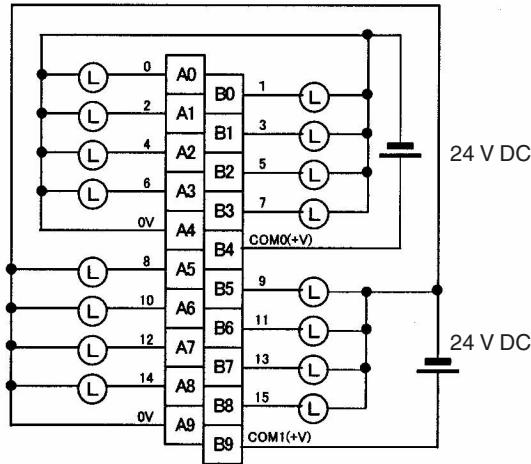 L 0 A0
B0 1 L
L 2 A1
B1 3 L
L 4 A2
B2 5 L
24 V DC
L 6 A3
B3 7 L
0V A4
B4 COM0(+V)
L 8 A5
B5 9 L
L 10 A6
B6 11 L
L 12 A7
B7 13 L
24 V DC
L 14 A8
B8 15 L
0V A9
B9 COM1(+V)